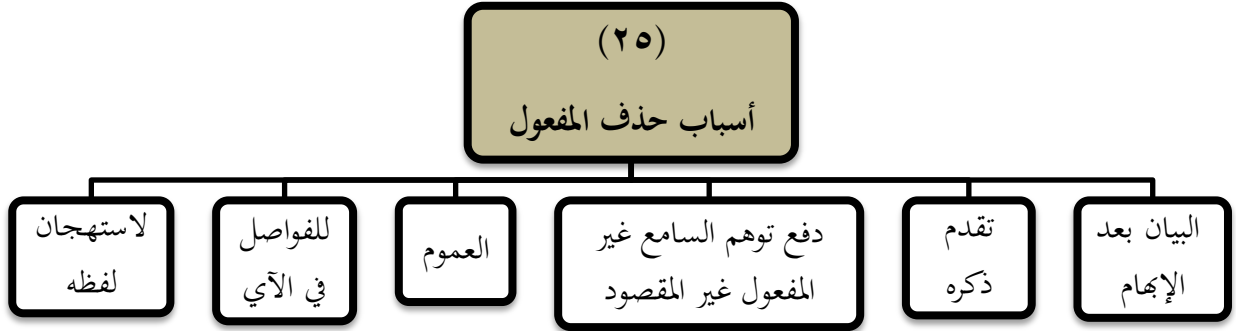 (٢٥)
أسباب حذف المفعول
البيان بعد
الإبهام
تقدم
ذكره
دفع توهم السامع غير
المفعول غير المقصود
العموم
للفواصل
في الآي
لاستهجان
لفظه